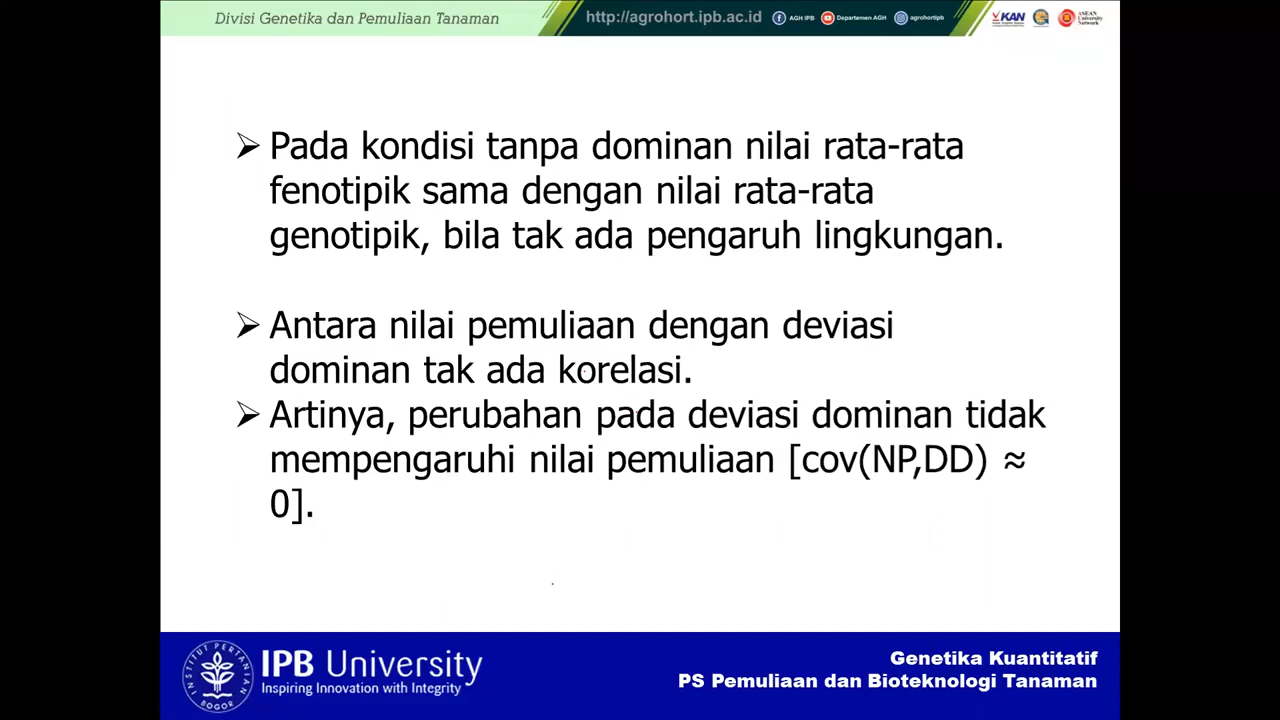 Divisi Genetika dan Pemuliaan Tanaman
http://agrohort.ipb.ac.id
AGH IPB
Departemen AGH
agrohortipb
KAN
ASEAN
University
Network
Pada kondisi tanpa dominan nilai rata-rata
fenotipik sama dengan nilai rata-rata
genotipik, bila tak ada pengaruh lingkungan.
Antara nilai pemuliaan dengan deviasi
dominan tak ada korelasi.
Artinya, perubahan pada deviasi dominan tidak
mempengaruhi nilai pemuliaan [cov(NP,DD) ≈
0].
INSTITUT PERTANIAN
BOGOR
IPB University
Inspiring Innovation with Integrity
Genetika Kuantitatif
PS Pemuliaan dan Bioteknologi Tanaman